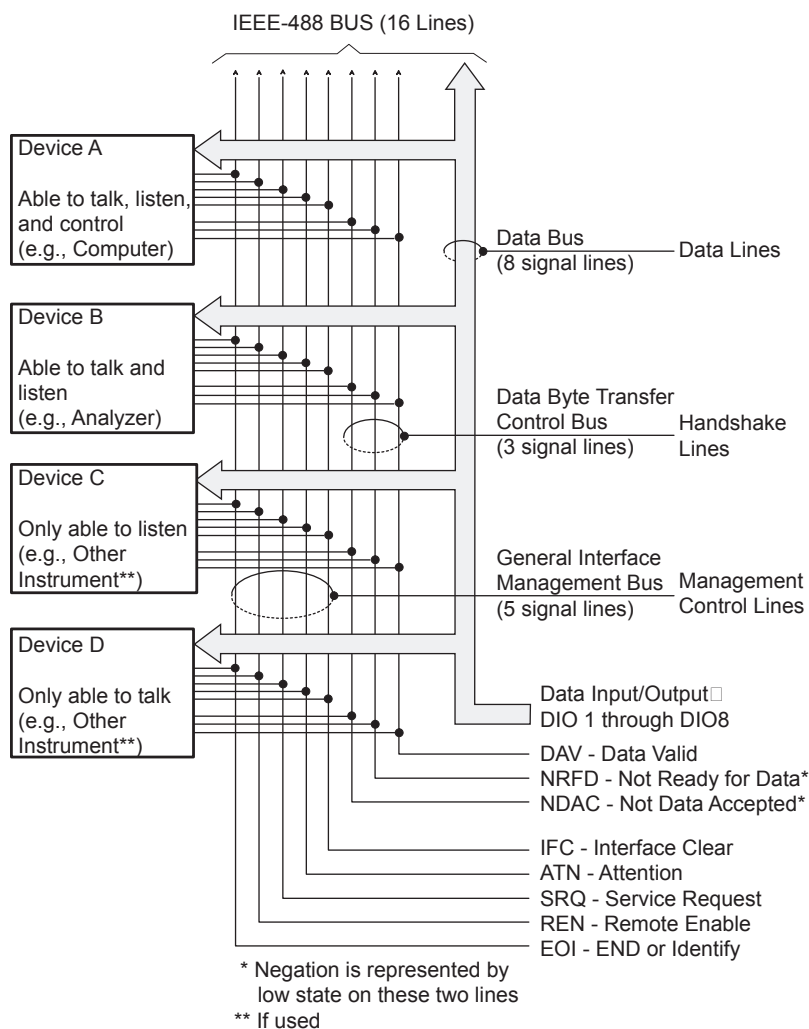 IEEE-488 BUS (16 Lines)
Device A
Able to talk, listen,
and control
(e.g., Computer)
Data Bus
(8 signal lines)
Data Lines
Device B
Able to talk and
listen
(e.g., Analyzer)
Data Byte Transfer
Control Bus
(3 signal lines)
Handshake
Lines
Device C
Only able to listen
(e.g., Other
Instrument**)
General Interface
Management Bus
(5 signal lines)
Management
Control Lines
Device D
Only able to talk
(e.g., Other
Instrument**)
Data Input/Output□
DIO 1 through DIO8
DAV - Data Valid
NRFD - Not Ready for Data*
NDAC - Not Data Accepted*
IFC - Interface Clear
ATN - Attention
SRQ - Service Request
REN - Remote Enable
EOI - END or Identify
* Negation is represented by
low state on these two lines
** If used